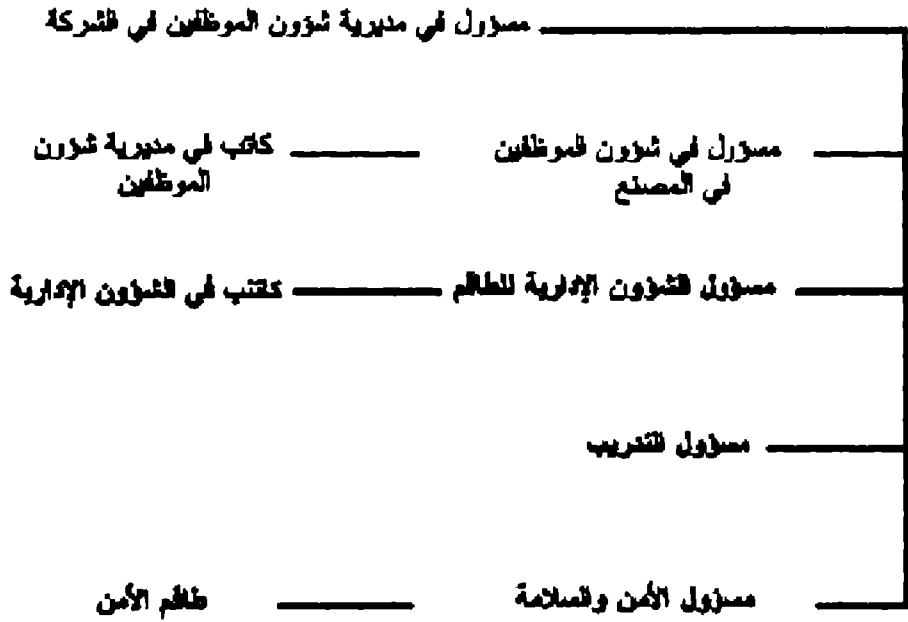 مسؤول في مديرية شؤون الموظفين في الشركة
مسؤول في شؤون الموظفين
في المصنع
كاتب في مديرية شؤون
الموظفين
مسؤول الشؤون الإدارية للطاقم
كاتب في الشؤون الإدارية
مسؤول التدريب
مسؤول الأمن والسلامة
طاقم الأمن